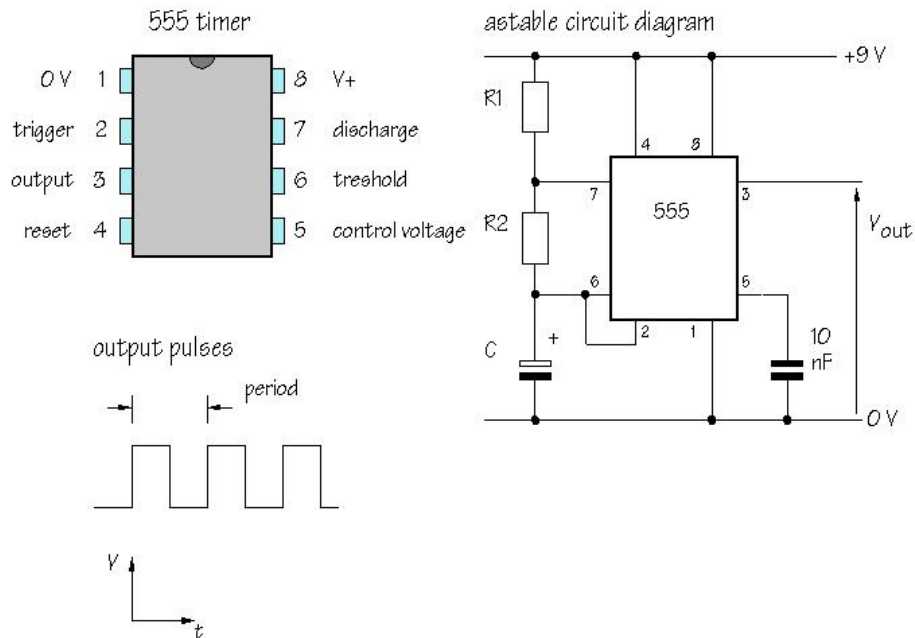 555 timer
0 V 1
8 V+
trigger 2
7 discharge
output 3
6 treshold
reset 4
5 control voltage
output pulses
period
V
t
astable circuit diagram
+9 V
R1
4 8
7 555 3
R2
Vout
6 5
2 1
C +
10
nF
0 V